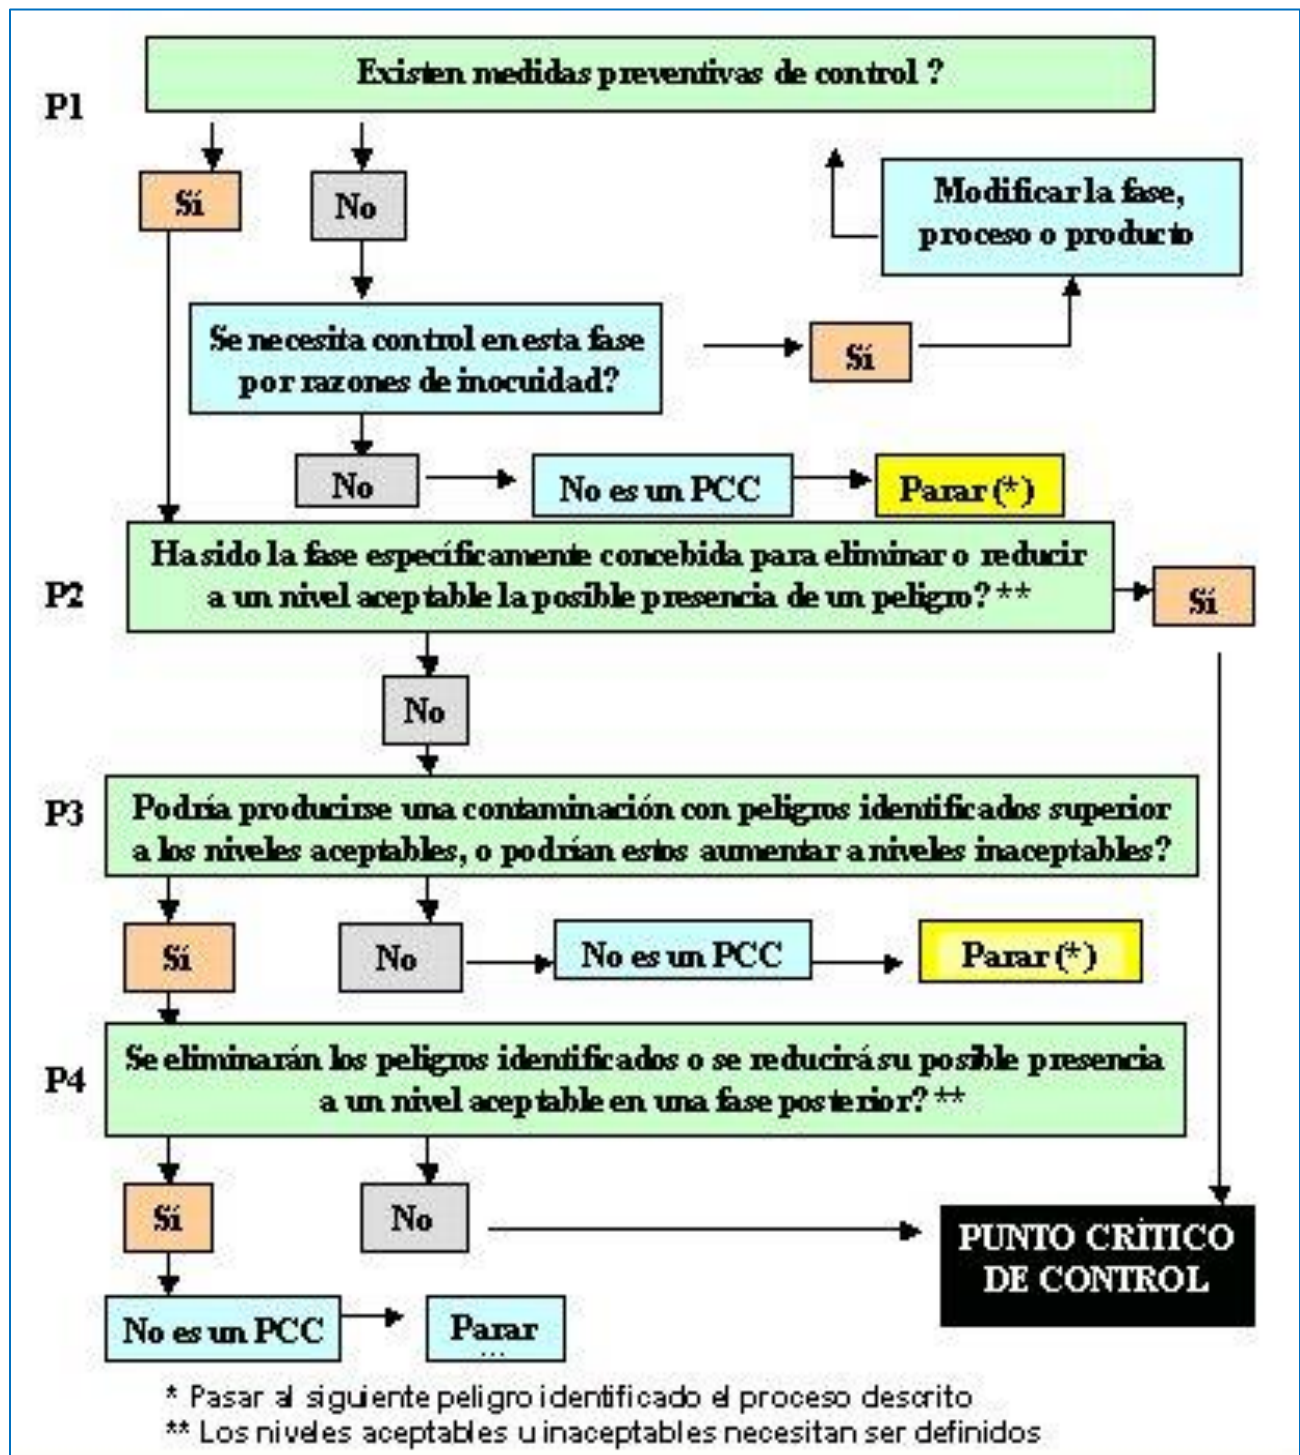 Existen medidas preventivas de control ?
P1
Sí
No
Modificar la fase,
proceso o producto
Se necesita control en esta fase
por razones de inocuidad?
Sí
No
No es un PCC
Parar (*)
P2
Ha sido la fase específicamente concebida para eliminar o reducir
a un nivel aceptable la posible presencia de un peligro? **
Sí
No
P3
Podría producirse una contaminación con peligros identificados superior
a los niveles aceptables, o podrían estos aumentar a niveles inaceptables?
Sí
No
No es un PCC
Parar (*)
P4
Se eliminarán los peligros identificados o se reducirá su posible presencia
a un nivel aceptable en una fase posterior? **
Sí
No
PUNTO CRÍTICO
DE CONTROL
No es un PCC
Parar
...
* Pasar al siguiente peligro identificado el proceso descrito
** Los niveles aceptables u inaceptables necesitan ser definidos